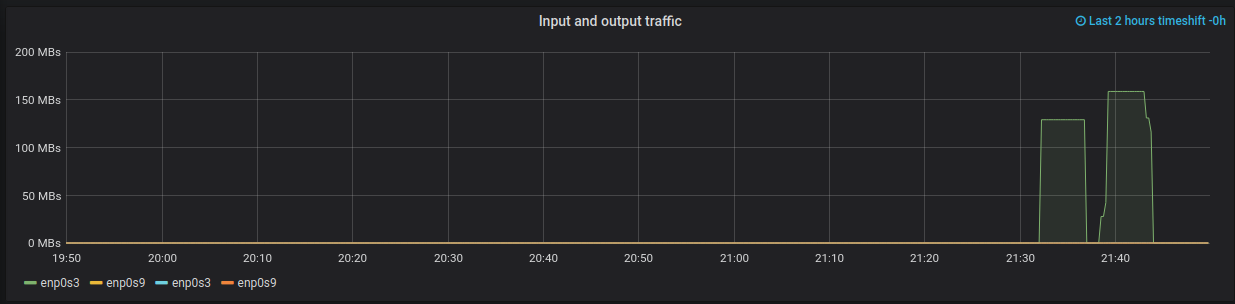 Input and output traffic
Last 2 hours timeshift -0h
200 MBs
150 MBs
100 MBs
50 MBs
0 MBs
19:50 20:00 20:10 20:20 20:30 20:40 20:50 21:00 21:10 21:20 21:30 21:40
enp0s3 enp0s9 enp0s3 enp0s9